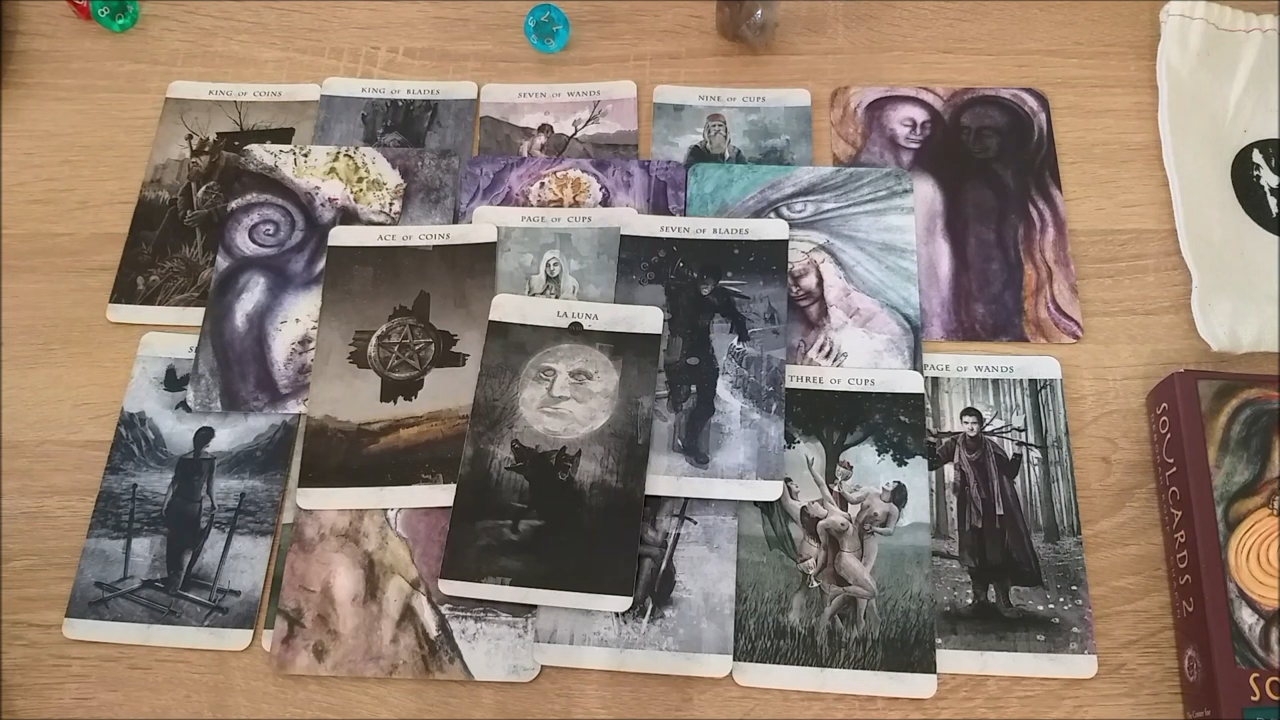 KING OF COINS
KING OF BLADES
SEVEN OF WANDS
NINE OF CUPS
PAGE OF CUPS
SEVEN OF BLADES
ACE OF COINS
LA LUNA
THREE OF CUPS
PAGE OF WANDS
SOULCARDS 2